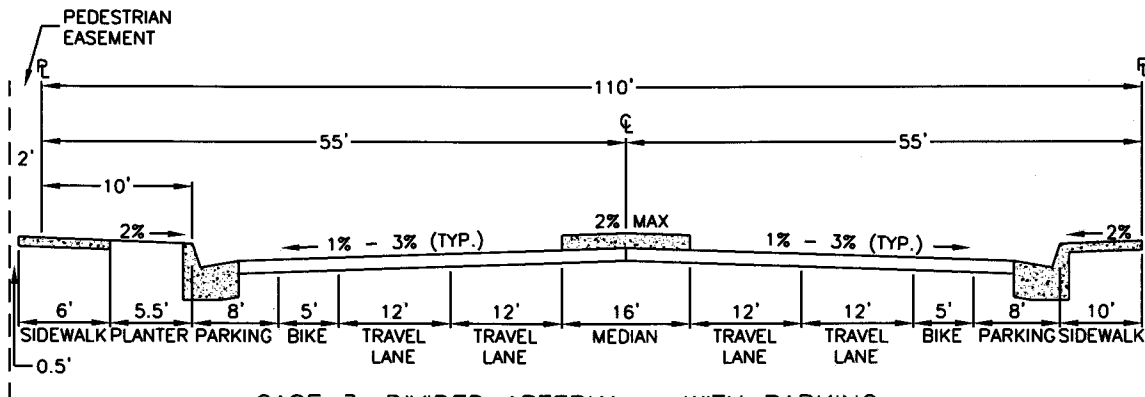 PEDESTRIAN
EASEMENT
PL
PL
110'
CL
55'
55'
2'
10'
2%
1% - 3% (TYP.)
2% MAX
1% - 3% (TYP.)
2%
6'
5.5'
8'
5'
12'
12'
16'
12'
12'
5'
8'
10'
SIDEWALK
PLANTER
PARKING
BIKE
TRAVEL
LANE
TRAVEL
LANE
MEDIAN
TRAVEL
LANE
TRAVEL
LANE
BIKE
PARKING
SIDEWALK
0.5'